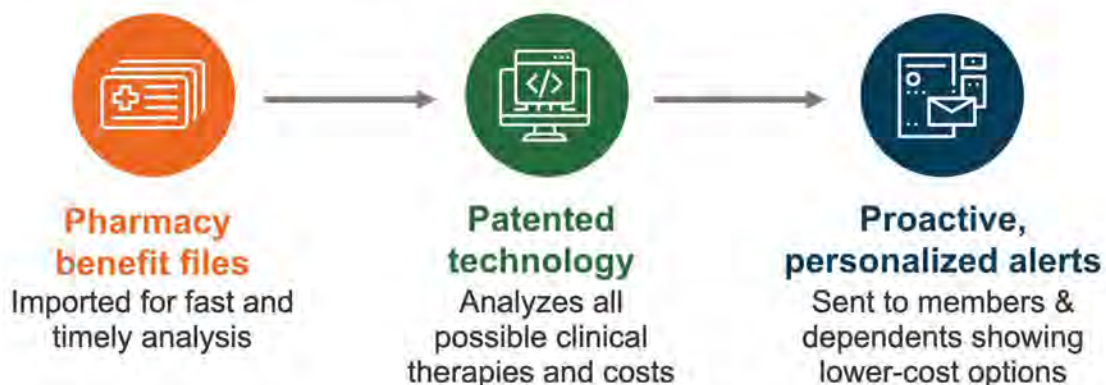 Pharmacy
benefit files
Imported for fast and
timely analysis
Patented
technology
Analyzes all
possible clinical
therapies and costs
Proactive,
personalized alerts
Sent to members &
dependents showing
lower-cost options